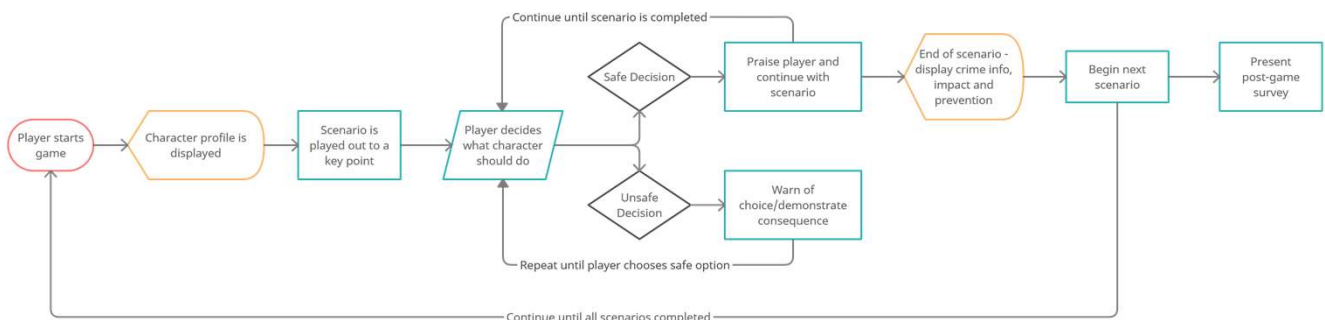 Continue until scenario is completed
Player starts
game
Character profile is
displayed
Scenario is
played out to a
key point
Player decides
what character
should do
Safe Decision
Praise player and
continue with
scenario
End of scenario -
display crime info,
impact and
prevention
Begin next
scenario
Present
post-game
survey
Unsafe
Decision
Warn of
choice/demonstrate
consequence
Repeat until player chooses safe option
Continue until all scenarios completed